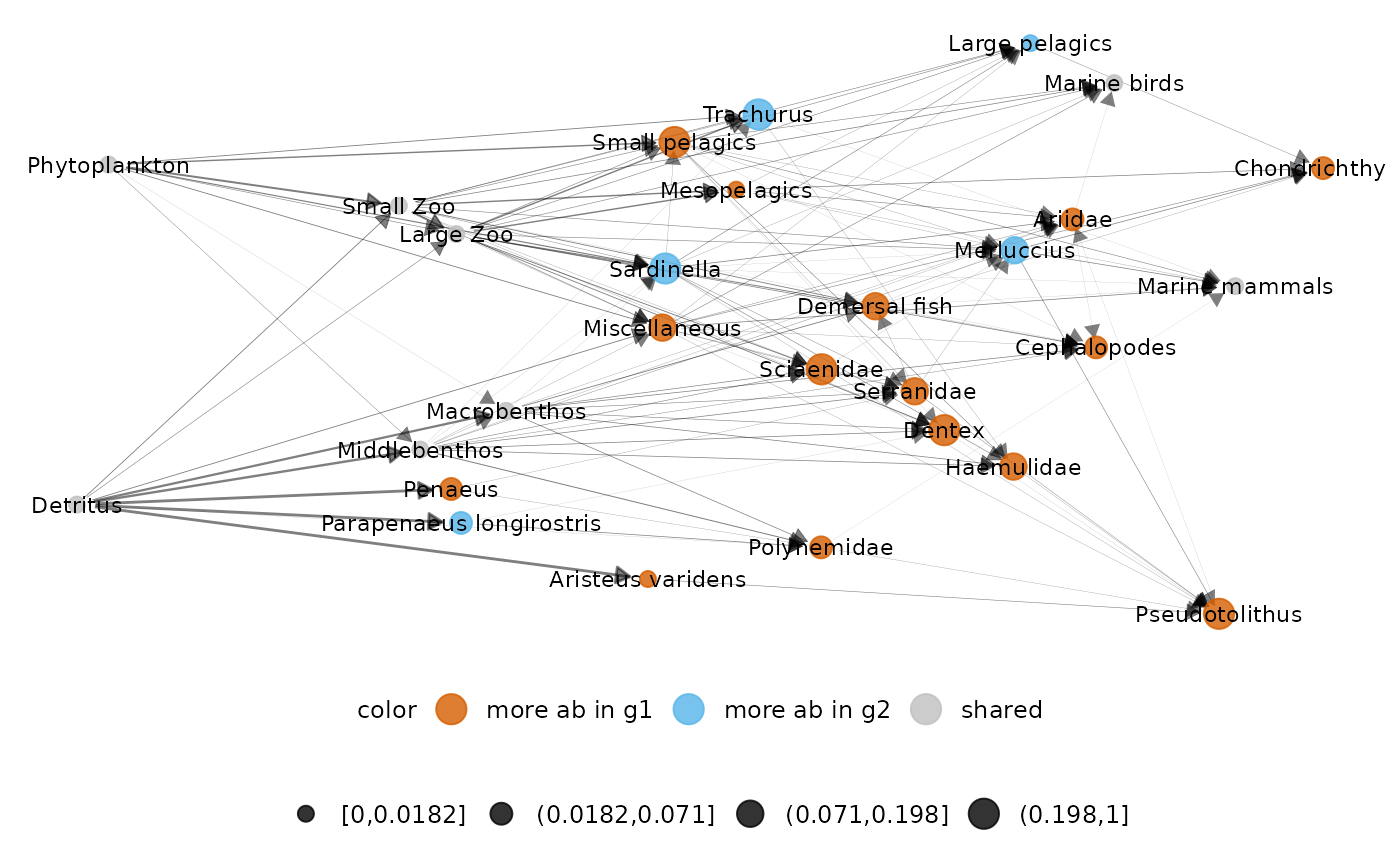 Large pelagics
Marine birds
Trachurus
Small pelagics
Phytoplankton
Chondrichthy
Mesopelagics
Small Zoo
Ariidae
Large Zoo
Merluccius
Sardinella
Marine mammals
Demersal fish
Miscellaneous
Cephalopodes
Sciaenidae
Serranidae
Macrobenthos
Dentex
Middlebenthos
Haemulidae
Penaeus
Detritus
Parapenaeus longirostris
Polynemidae
Aristeus varidens
Pseudotolithus
color more ab in g1 more ab in g2 shared
[0,0.0182] (0.0182,0.071] (0.071,0.198] (0.198,1]